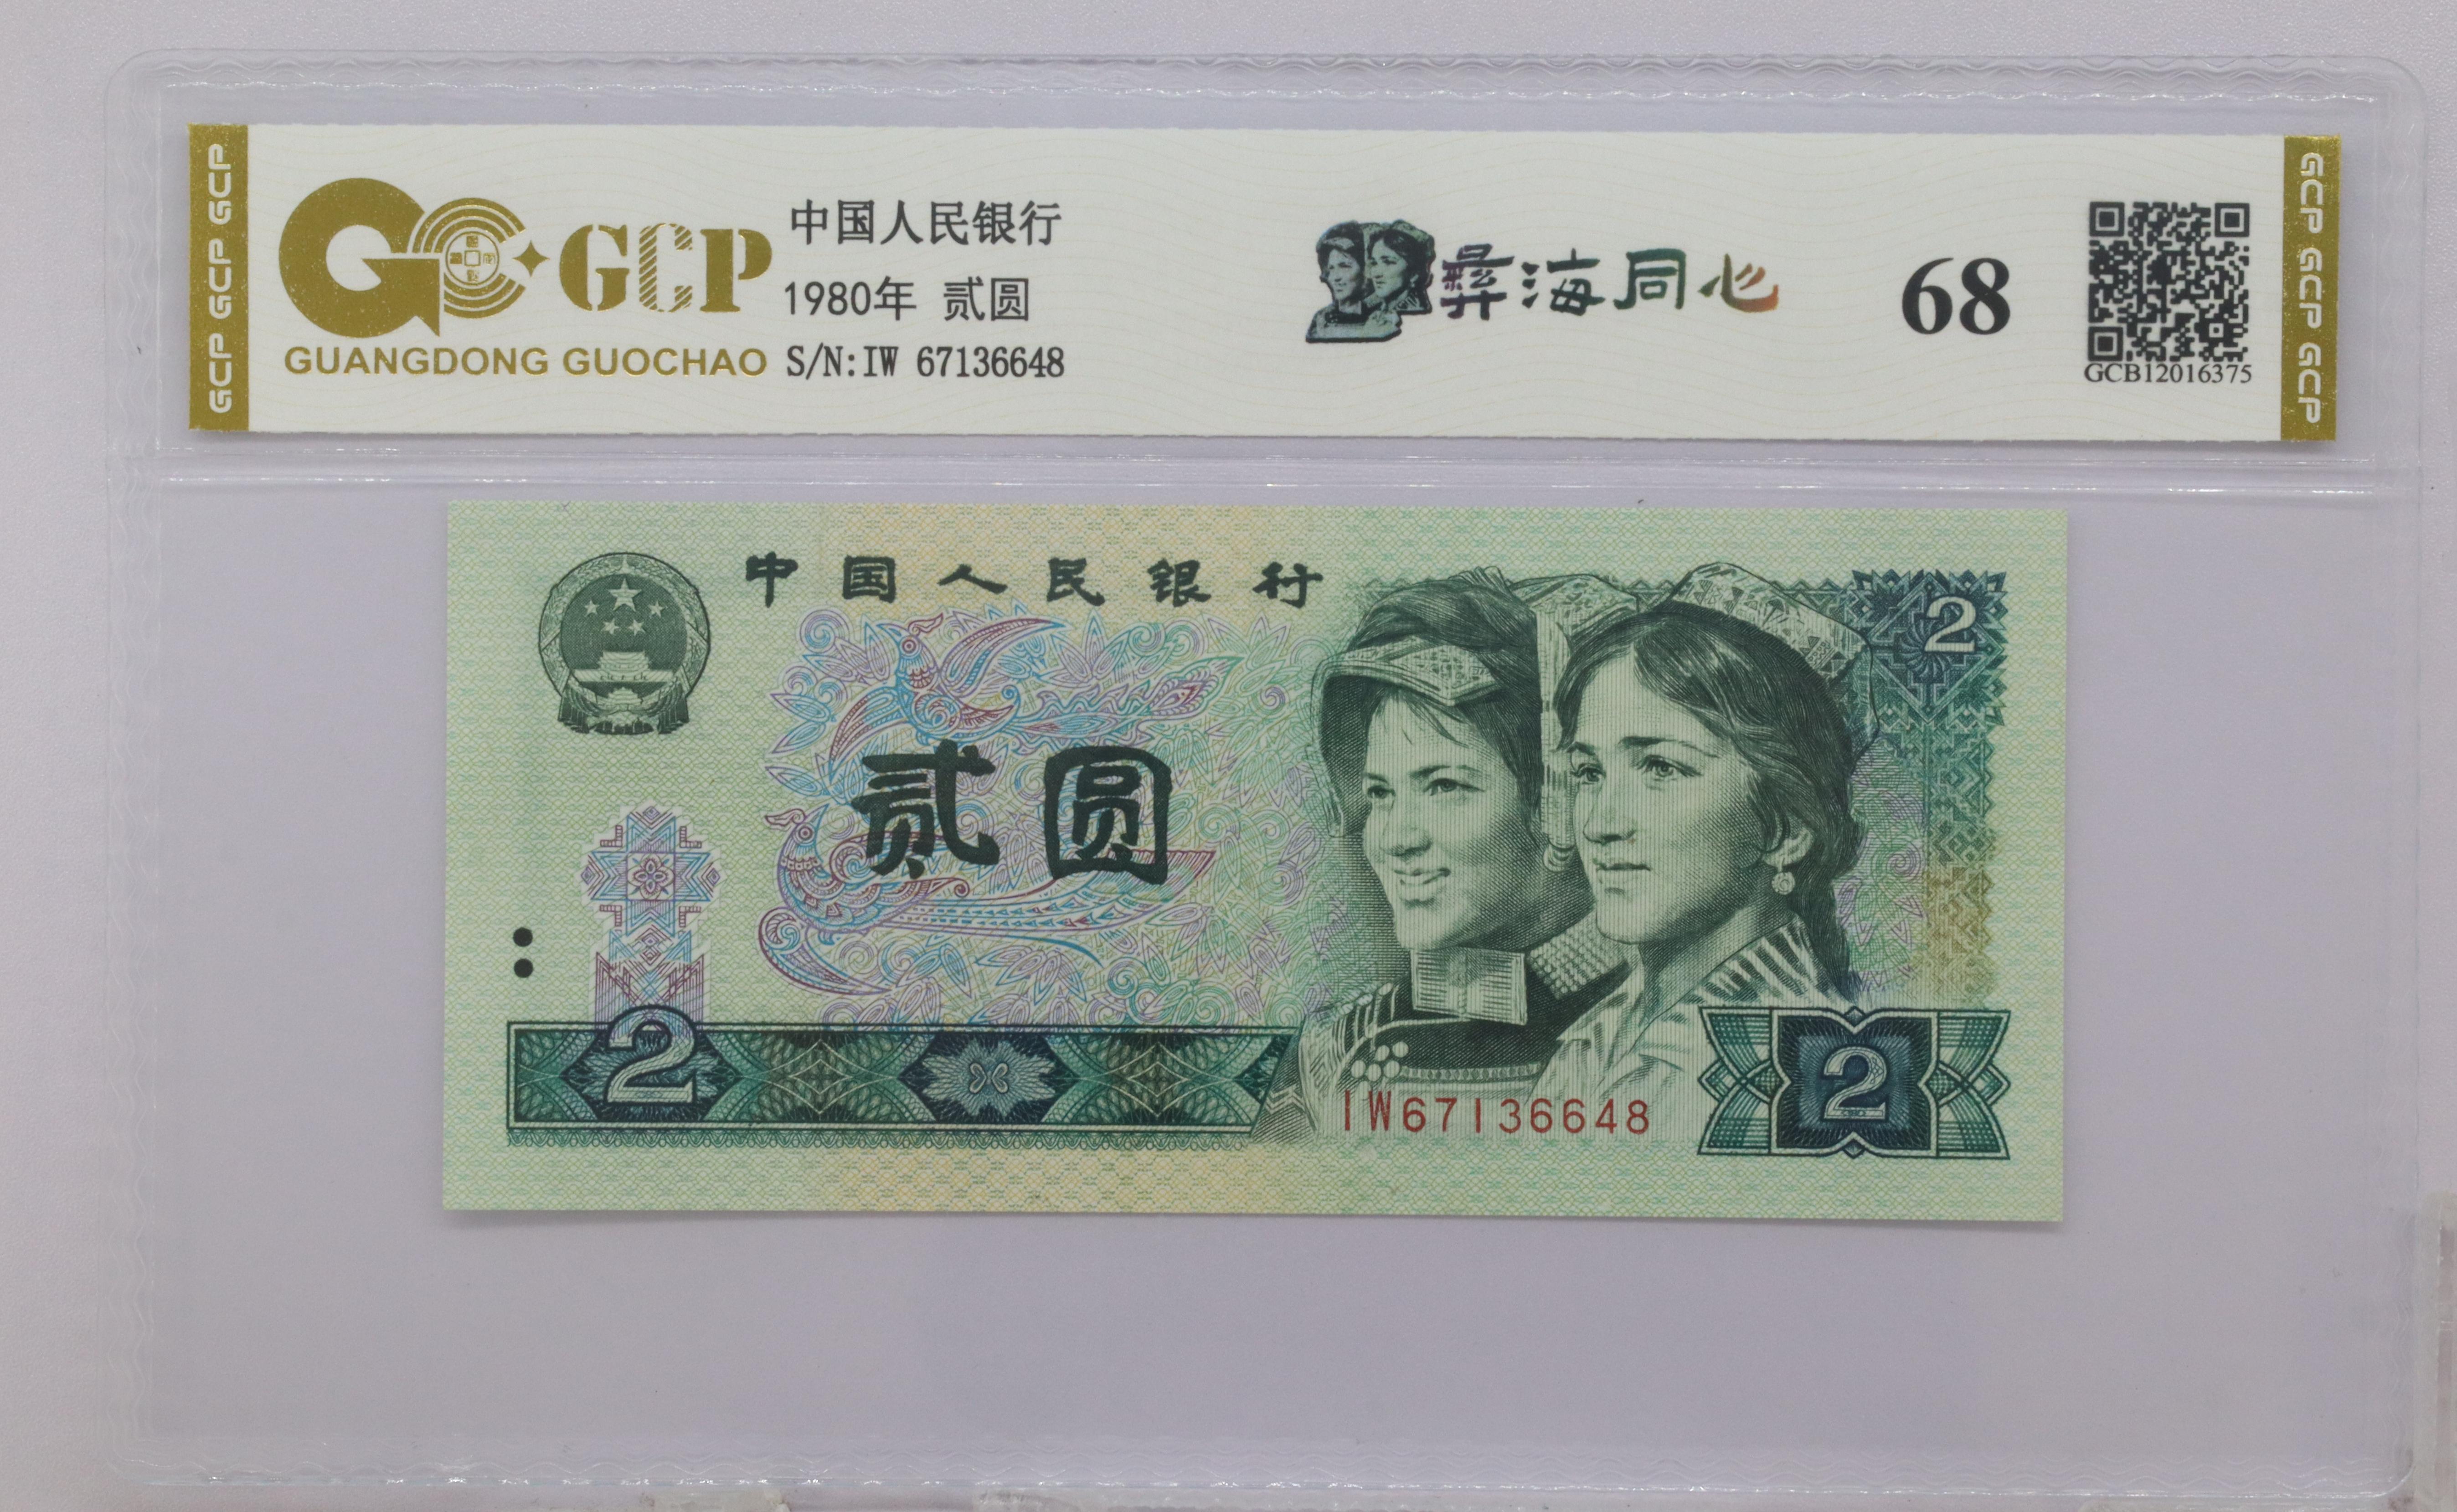 GCP GCP GCP
GCP
GUANGDONG GUOCHAO
中国人民银行
1980年 贰圆
S/N:IW 67136648
彝海同心
68
GCB12016375
GCP GCP GCP
中国人民银行
2
贰圆
2
IW67136648
2